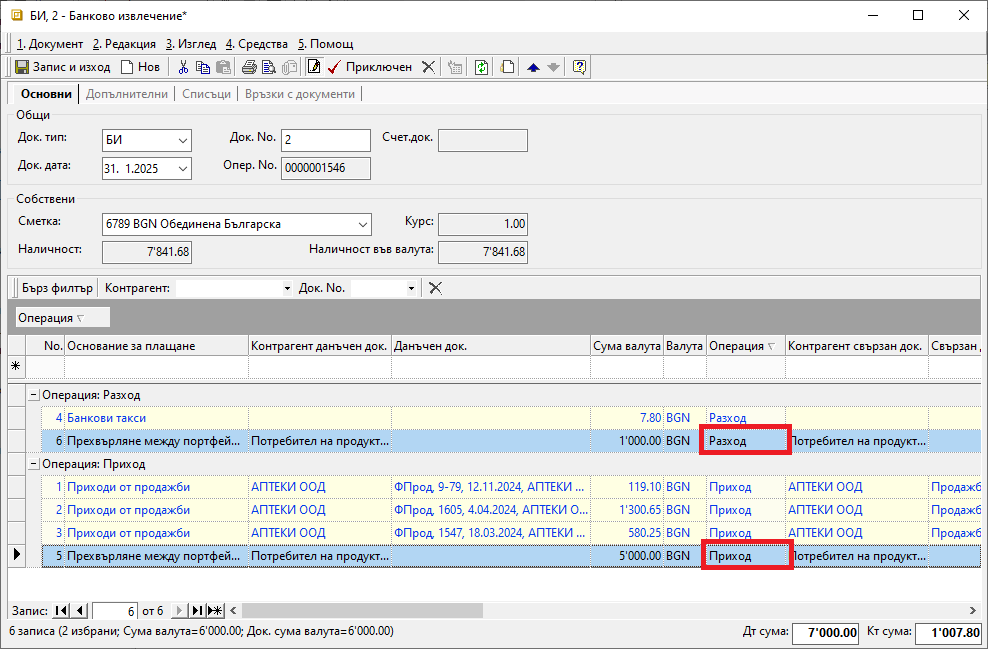 БИ, 2 - Банково извлечение*
1. Документ 2. Редакция 3. Изглед 4. Средства 5. Помощ
Запис и изход Нов Приключен
Основни Допълнителни Списъци Връзки с документи
Общи
Док. тип: БИ Док. No. 2 Счет.док.
Док. дата: 31. 1.2025 Опер. No. 0000001546
Собствени
Сметка: 6789 BGN Обединена Българска Курс: 1.00
Наличност: 7'841.68 Наличност във валута: 7'841.68
Бърз филтър Контрагент: Док. No.
Операция
No. Основание за плащане Контрагент данъчен док. Данъчен док. Сума валута Валута Операция Контрагент свързан док. Свързан
Операция: Разход
4 Банкови такси 7.80 BGN Разход
6 Прехвърляне между портфей... Потребител на продукт... 1'000.00 BGN Разход Потребител на продукт...
Операция: Приход
1 Приходи от продажби АПТЕКИ ООД ФПрод, 9-79, 12.11.2024, АПТЕКИ ... 119.10 BGN Приход АПТЕКИ ООД Продажб
2 Приходи от продажби АПТЕКИ ООД ФПрод, 1605, 4.04.2024, АПТЕКИ О... 1'300.65 BGN Приход АПТЕКИ ООД Продажб
3 Приходи от продажби АПТЕКИ ООД ФПрод, 1547, 18.03.2024, АПТЕКИ ... 580.25 BGN Приход АПТЕКИ ООД Продажб
5 Прехвърляне между портфей... Потребител на продукт... 5'000.00 BGN Приход Потребител на продукт...
Запис: 6 от 6
6 записа (2 избрани; Сума валута=6'000.00; Док. сума валута=6'000.00)
Дт сума: 7'000.00 Кт сума: 1'007.80